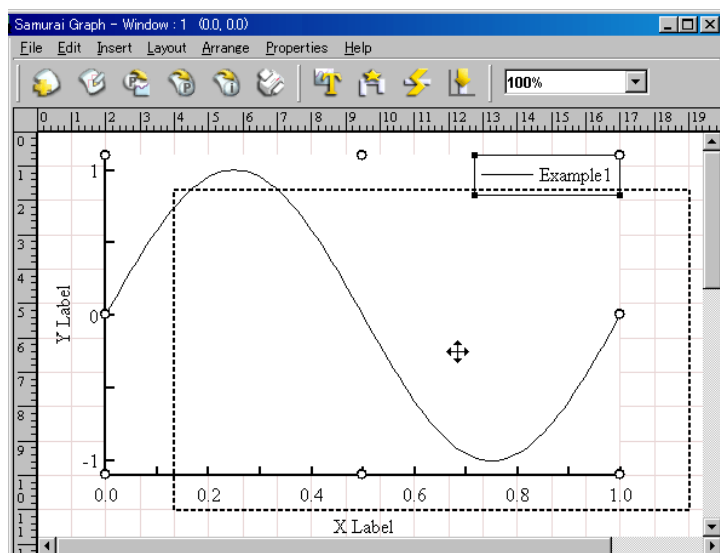 Samurai Graph - Window : 1 (0.0, 0.0)
File Edit Insert Layout Arrange Properties Help
P P i T 100%
0 1 2 3 4 5 6 7 8 9 10 11 12 13 14 15 16 17 18 19
0
1
2
3
4
5
6
7
8
9
10
11
1
0
-1
Y Label
Example1
0.0 0.2 0.4 0.6 0.8 1.0
X Label